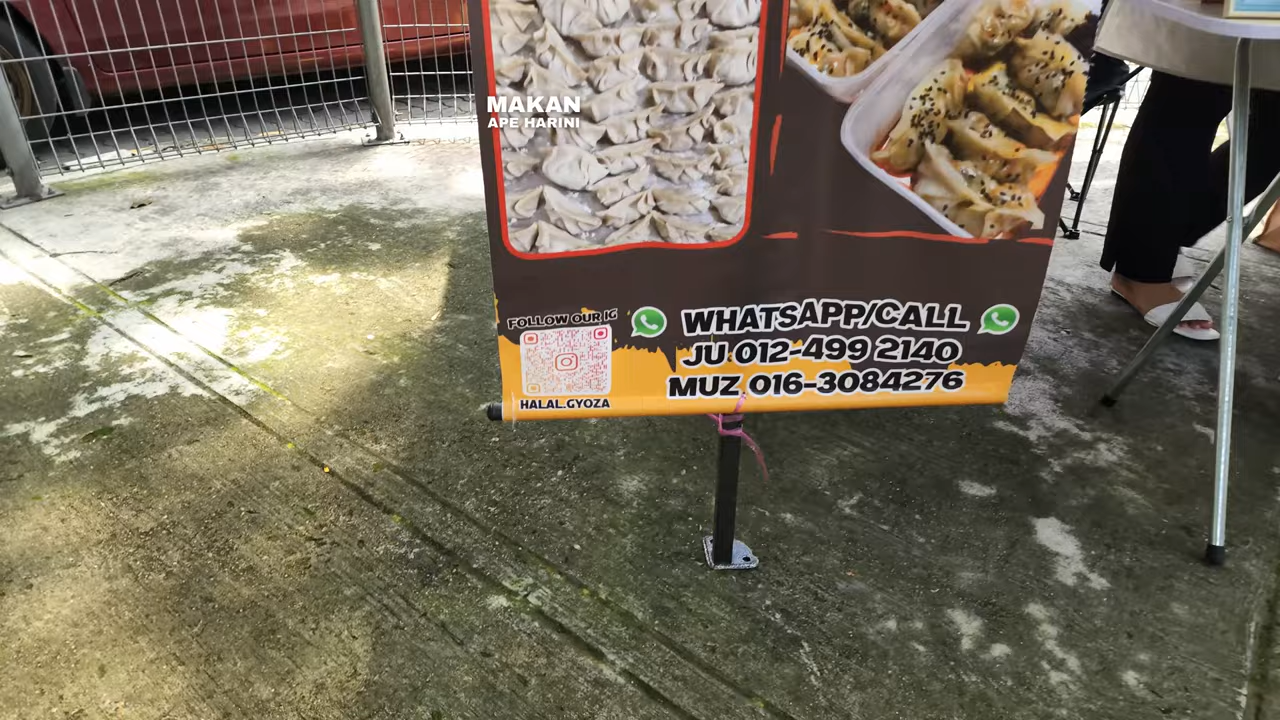 MAKAN
APE HARINI
FOLLOW OUR IG
HALAL.GYOZA
WHATSAPP/CALL
JU 012-499 2140
MUZ 016-3084276